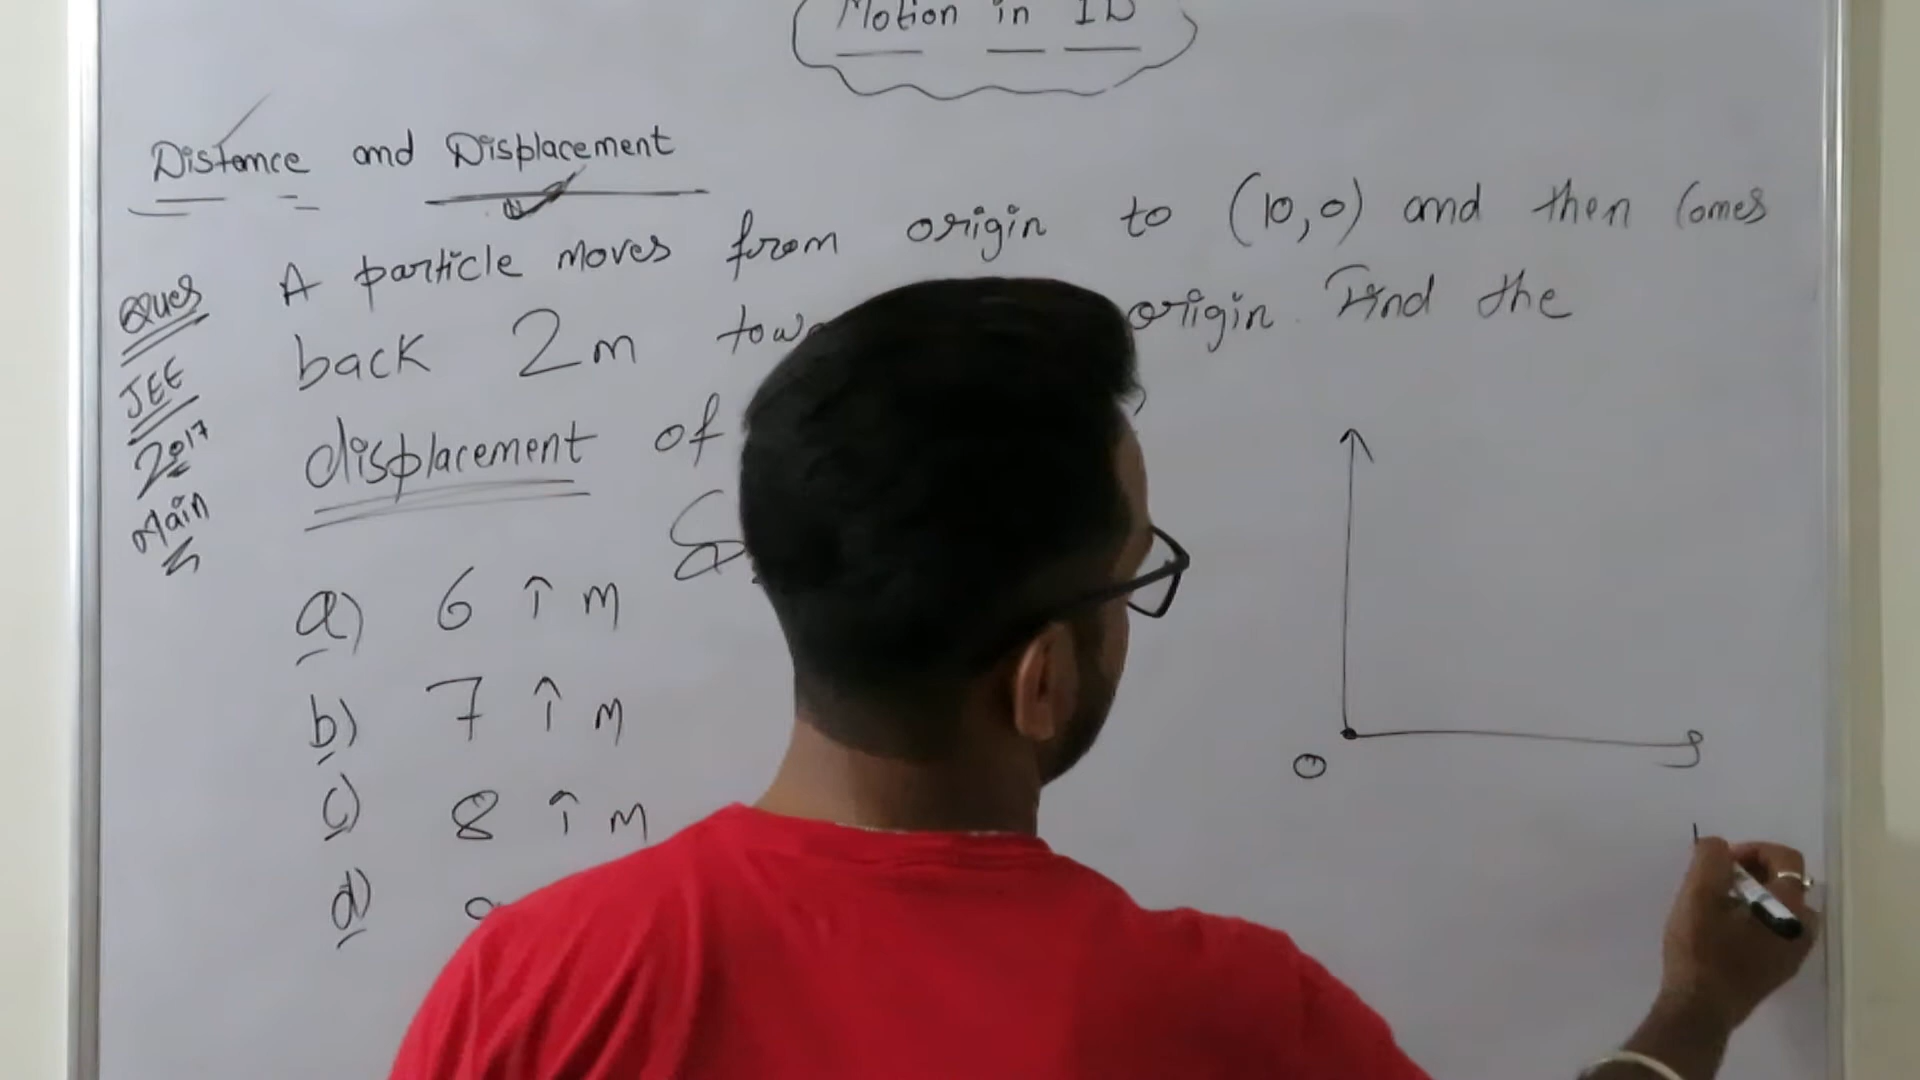 Motion in 1D
Distance and Displacement
Ques A particle moves from origin to (10,0) and then comes
back 2m origin. Find the
JEE
2017
Main
displacement of
a) 6 î m
b) 7 î m
c) 8 î m
d)
O